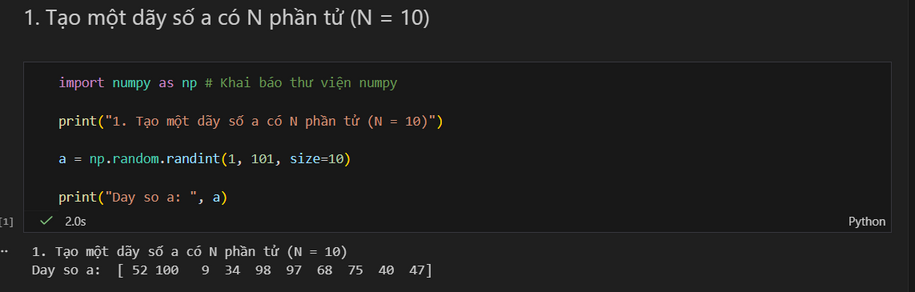 1. Tạo một dãy số a có N phần tử (N = 10)
import numpy as np # Khai báo thư viện numpy
print("1. Tạo một dãy số a có N phần tử (N = 10)")
a = np.random.randint(1, 101, size=10)
print("Day so a: ", a)
[1]
2.0s
Python
1. Tạo một dãy số a có N phần tử (N = 10)
Day so a:  [ 52 100   9  34  98  97  68  75  40  47]